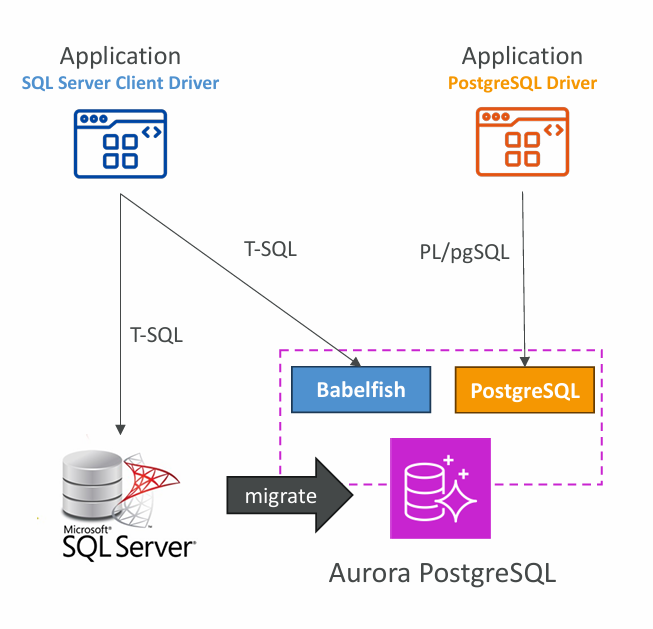 Application
SQL Server Client Driver
Application
PostgreSQL Driver
T-SQL
PL/pgSQL
T-SQL
Babelfish
PostgreSQL
Microsoft®
SQL Server®
migrate
Aurora PostgreSQL